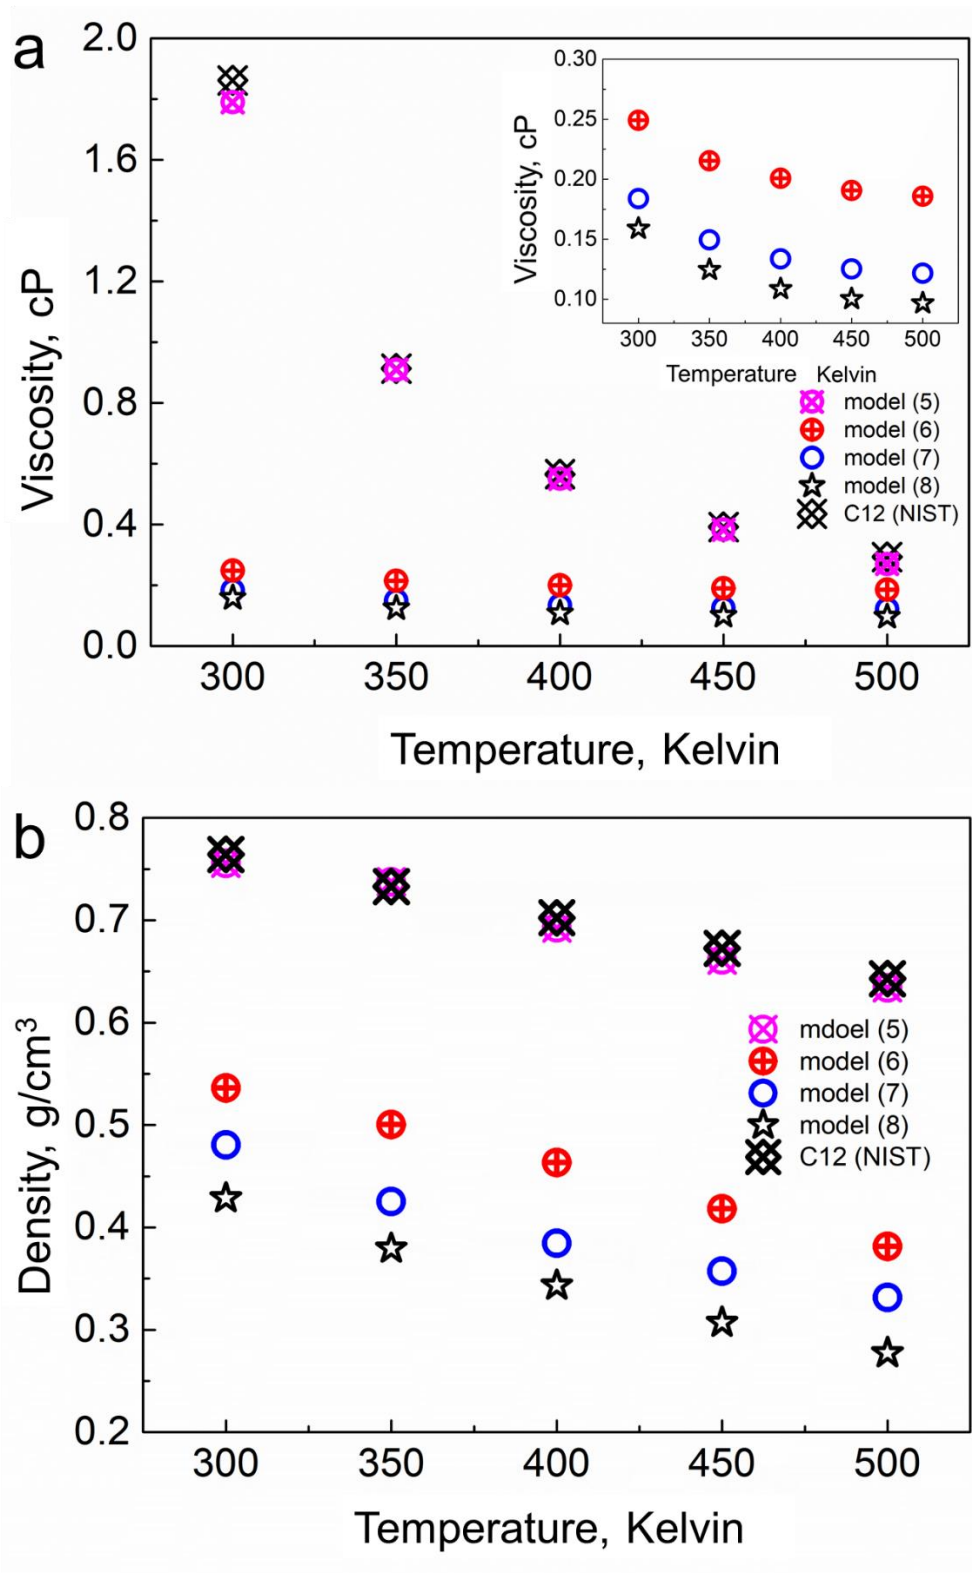 a
2.0
1.6
1.2
0.8
0.4
0.0
Viscosity, cP
300 350 400 450 500
Temperature, Kelvin
0.30
0.25
0.20
0.15
0.10
Viscosity, cP
300 350 400 450 500
Temperature Kelvin
model (5)
model (6)
model (7)
model (8)
C12 (NIST)
b
0.8
0.7
0.6
0.5
0.4
0.3
0.2
Density, g/cm³
mdoel (5)
model (6)
model (7)
model (8)
C12 (NIST)
300 350 400 450 500
Temperature, Kelvin